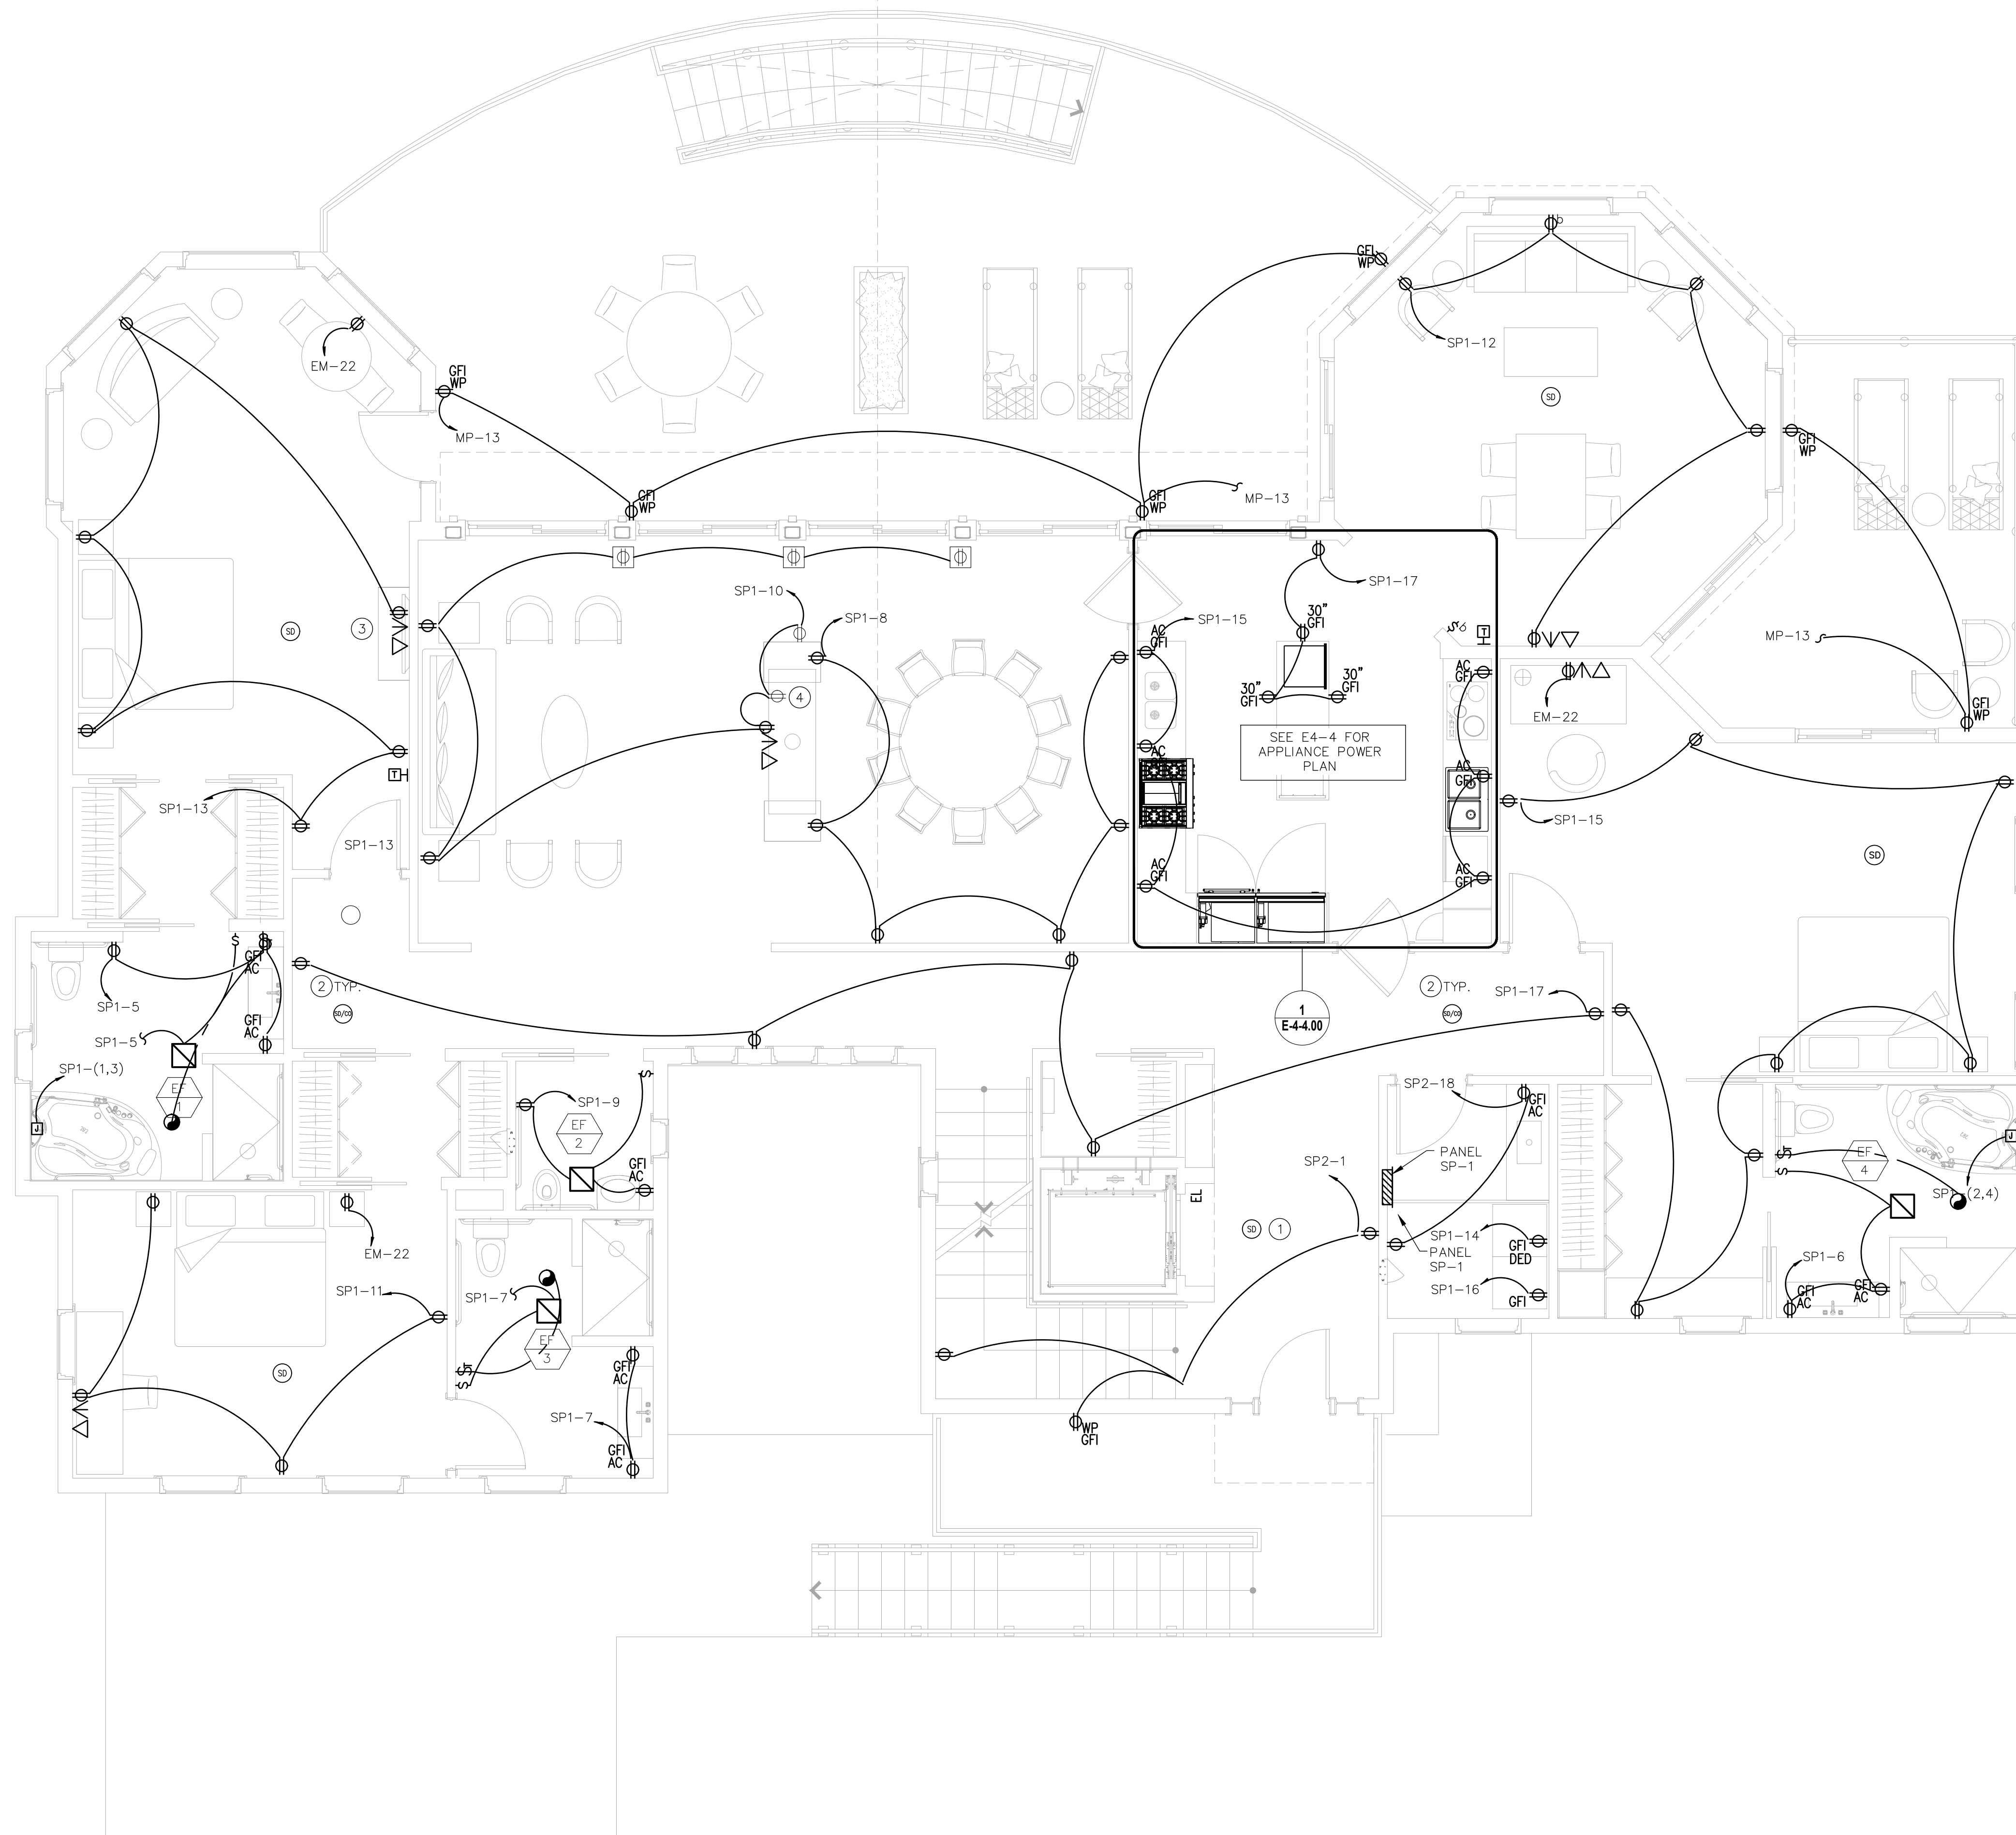 GFI
WP
SP1-12
EM-22
SD
GFI
WP
MP-13
GFI
WP
GFI
WP
GFI
WP
MP-13
SP1-10
SP1-8
SP1-17
AC
GFI
SP1-15
30"
GFI
T
SD
3
MP-13
4
30"
GFI
30"
GFI
AC
GFI
EM-22
GFI
WP
SEE E4-4 FOR
APPLIANCE POWER
PLAN
AC
AC
GFI
T
SP1-13
SP1-13
SP1-15
SD
AC
GFI
AC
GFI
S
GFI
AC
SP1-5
2 TYP.
SD/CO
1
E-4-4.00
2 TYP.
SD/CO
SP1-17
GFI
AC
SP1-5
SP1-(1,3)
EF
1
J
SP1-9
EF
2
S
GFI
AC
SP2-18
GFI
AC
PANEL
SP-1
SP2-1
EL
SD
1
S
EF
4
J
SP1-(2,4)
EM-22
SP1-14
GFI
DED
PANEL
SP-1
SP1-16
GFI
SP1-6
GFI
AC
GFI
AC
SP1-11
SP1-7
EF
3
S
SD
GFI
AC
SP1-7
GFI
AC
WP
GFI